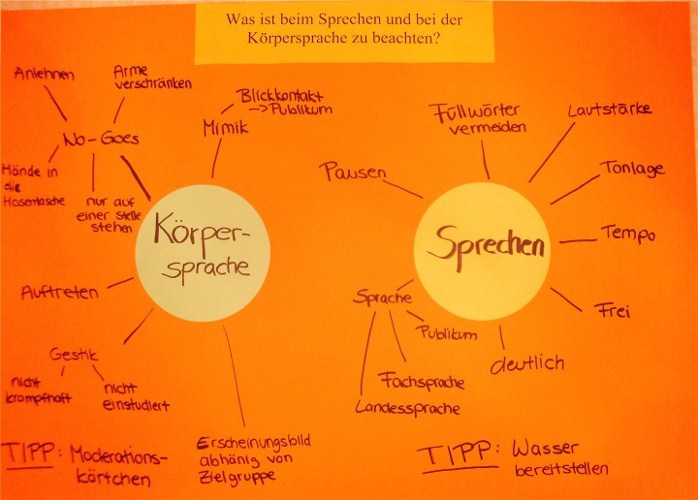 Was ist beim Sprechen und bei der
Körpersprache zu beachten?
Anlehnen
Arme
verschränken
No-Goes
Hände in
die
Hosentasche
nur auf
einer stelle
stehen
Blickkontakt
→Publikum
Mimik
Körper-
sprache
Auftreten
Gestik
nicht
krampfhaft
nicht
einstudiert
Erscheinungsbild
abhänig von
Zielgruppe
TIPP: Moderations-
kärtchen
Füllwörter
vermeiden
Lautstärke
Pausen
Tonlage
Sprechen
Tempo
Frei
Sprache
Publikum
deutlich
Fachsprache
Landessprache
TIPP: Wasser
bereitstellen